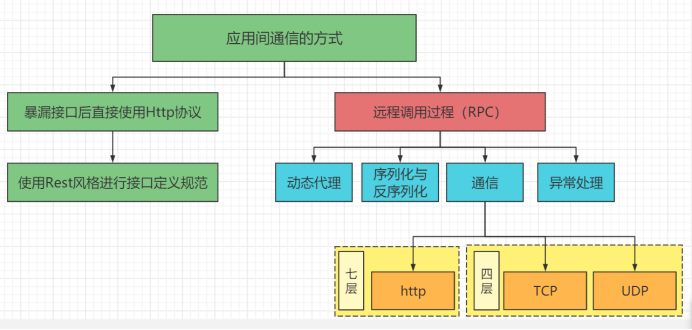 应用间通信的方式
暴漏接口后直接使用Http协议
远程调用过程（RPC）
使用Rest风格进行接口定义规范
动态代理
序列化与
反序列化
通信
异常处理
七
层
http
四
层
TCP
UDP